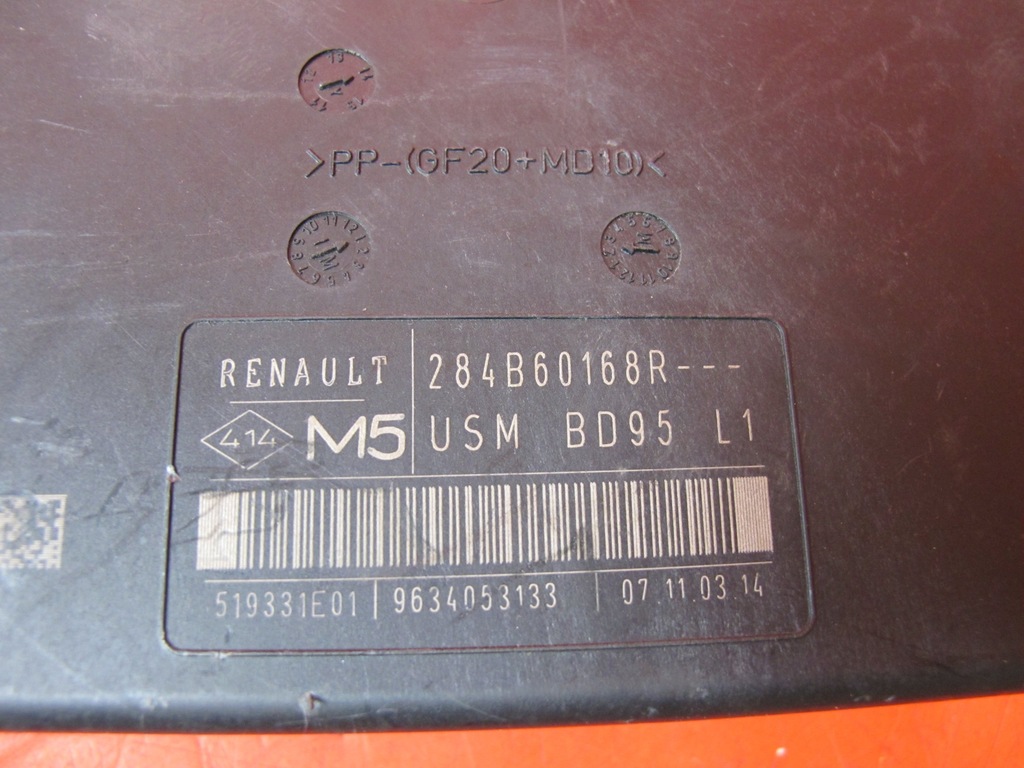 >PP-(GF20+MD10)<
RENAULT
284B60168R---
414
M5
USM BD95 L1
519331E01 | 9634053133 | 07 11.03.14